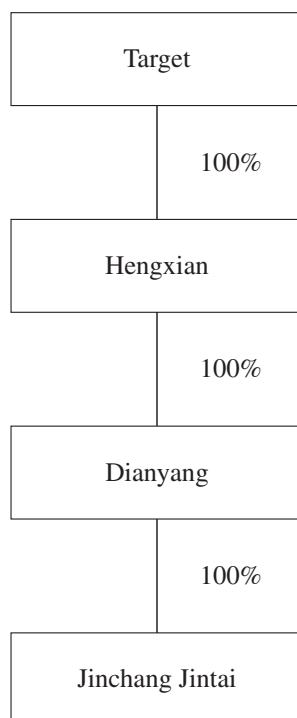 Target
100%
Hengxian
100%
Dianyang
100%
Jinchang Jintai